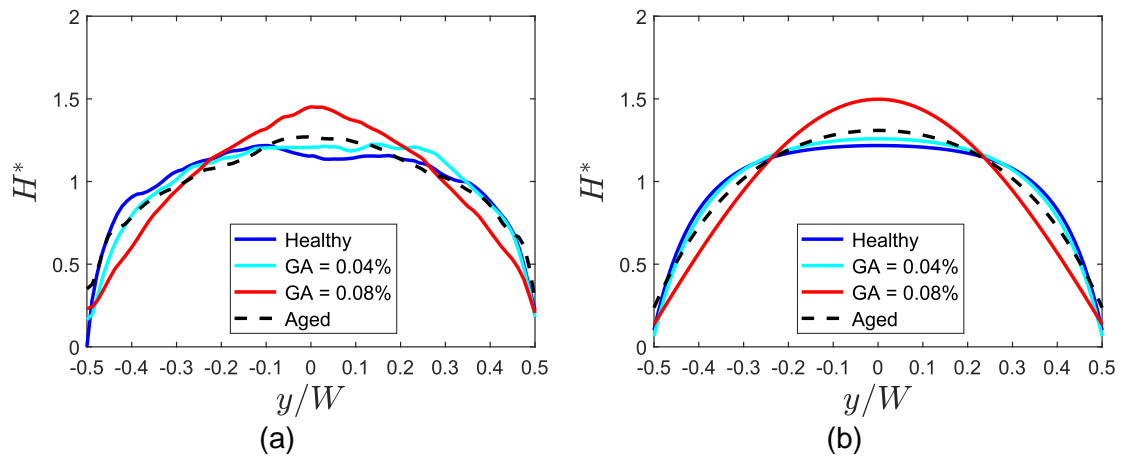 2
1.5
1
0.5
0
H*
-0.5 -0.4 -0.3 -0.2 -0.1 0 0.1 0.2 0.3 0.4 0.5
y/W
Healthy
GA = 0.04%
GA = 0.08%
Aged
(a)
2
1.5
1
0.5
0
H*
-0.5 -0.4 -0.3 -0.2 -0.1 0 0.1 0.2 0.3 0.4 0.5
y/W
Healthy
GA = 0.04%
GA = 0.08%
Aged
(b)